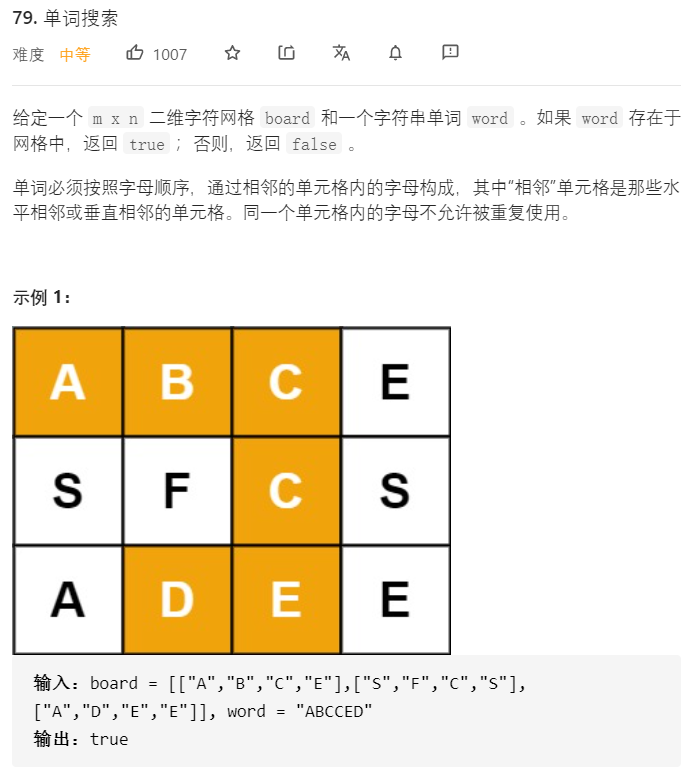 79. 单词搜索
难度 中等 1007
给定一个 m x n 二维字符网格 board 和一个字符串单词 word 。如果 word 存在于
网格中，返回 true ；否则，返回 false 。
单词必须按照字母顺序，通过相邻的单元格内的字母构成，其中“相邻”单元格是那些水
平相邻或垂直相邻的单元格。同一个单元格内的字母不允许被重复使用。
示例 1：
A B C E
S F C S
A D E E
输入：board = [["A","B","C","E"],["S","F","C","S"],
["A","D","E","E"]], word = "ABCCED"
输出：true